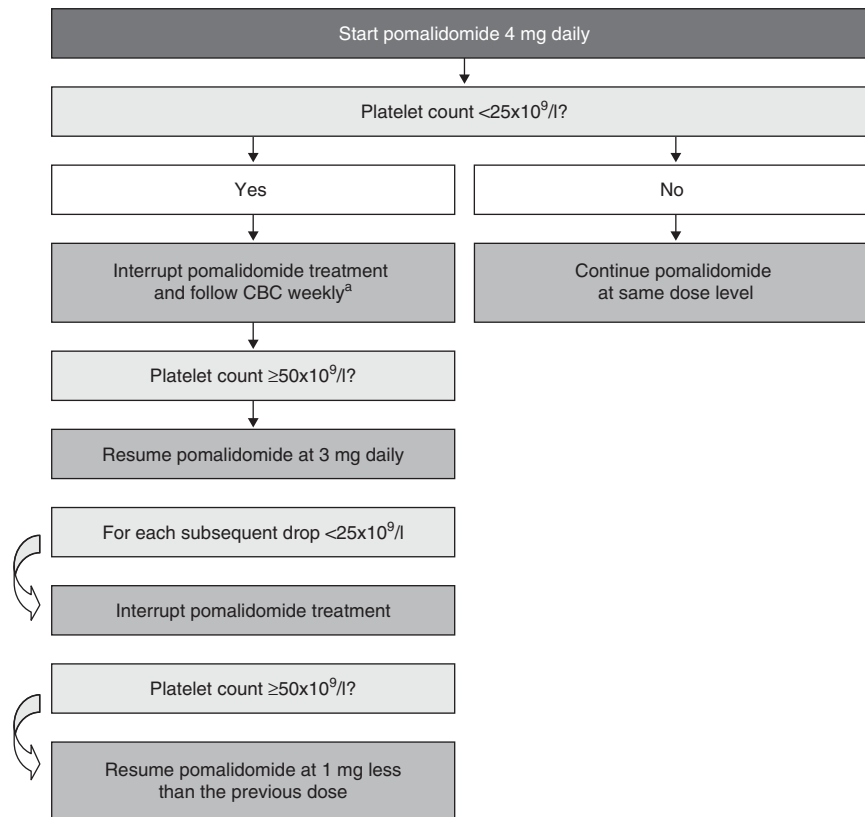 Start pomalidomide 4 mg daily
Platelet count <25x10⁹/l?
Yes
No
Interrupt pomalidomide treatment
and follow CBC weeklyᵃ
Continue pomalidomide
at same dose level
Platelet count ≥50x10⁹/l?
Resume pomalidomide at 3 mg daily
For each subsequent drop <25x10⁹/l
Interrupt pomalidomide treatment
Platelet count ≥50x10⁹/l?
Resume pomalidomide at 1 mg less
than the previous dose